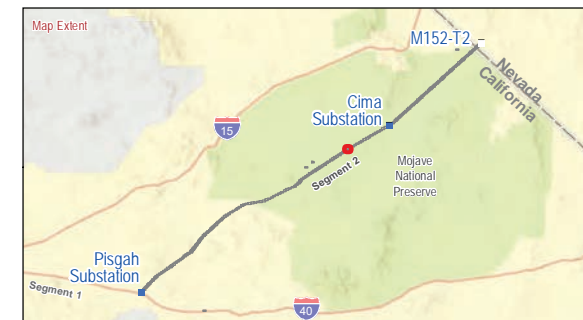 Map Extent
M152-T2
Nevada
California
Cima
Substation
15
Segment 2
Mojave
National
Preserve
Pisgah
Substation
Segment 1
40